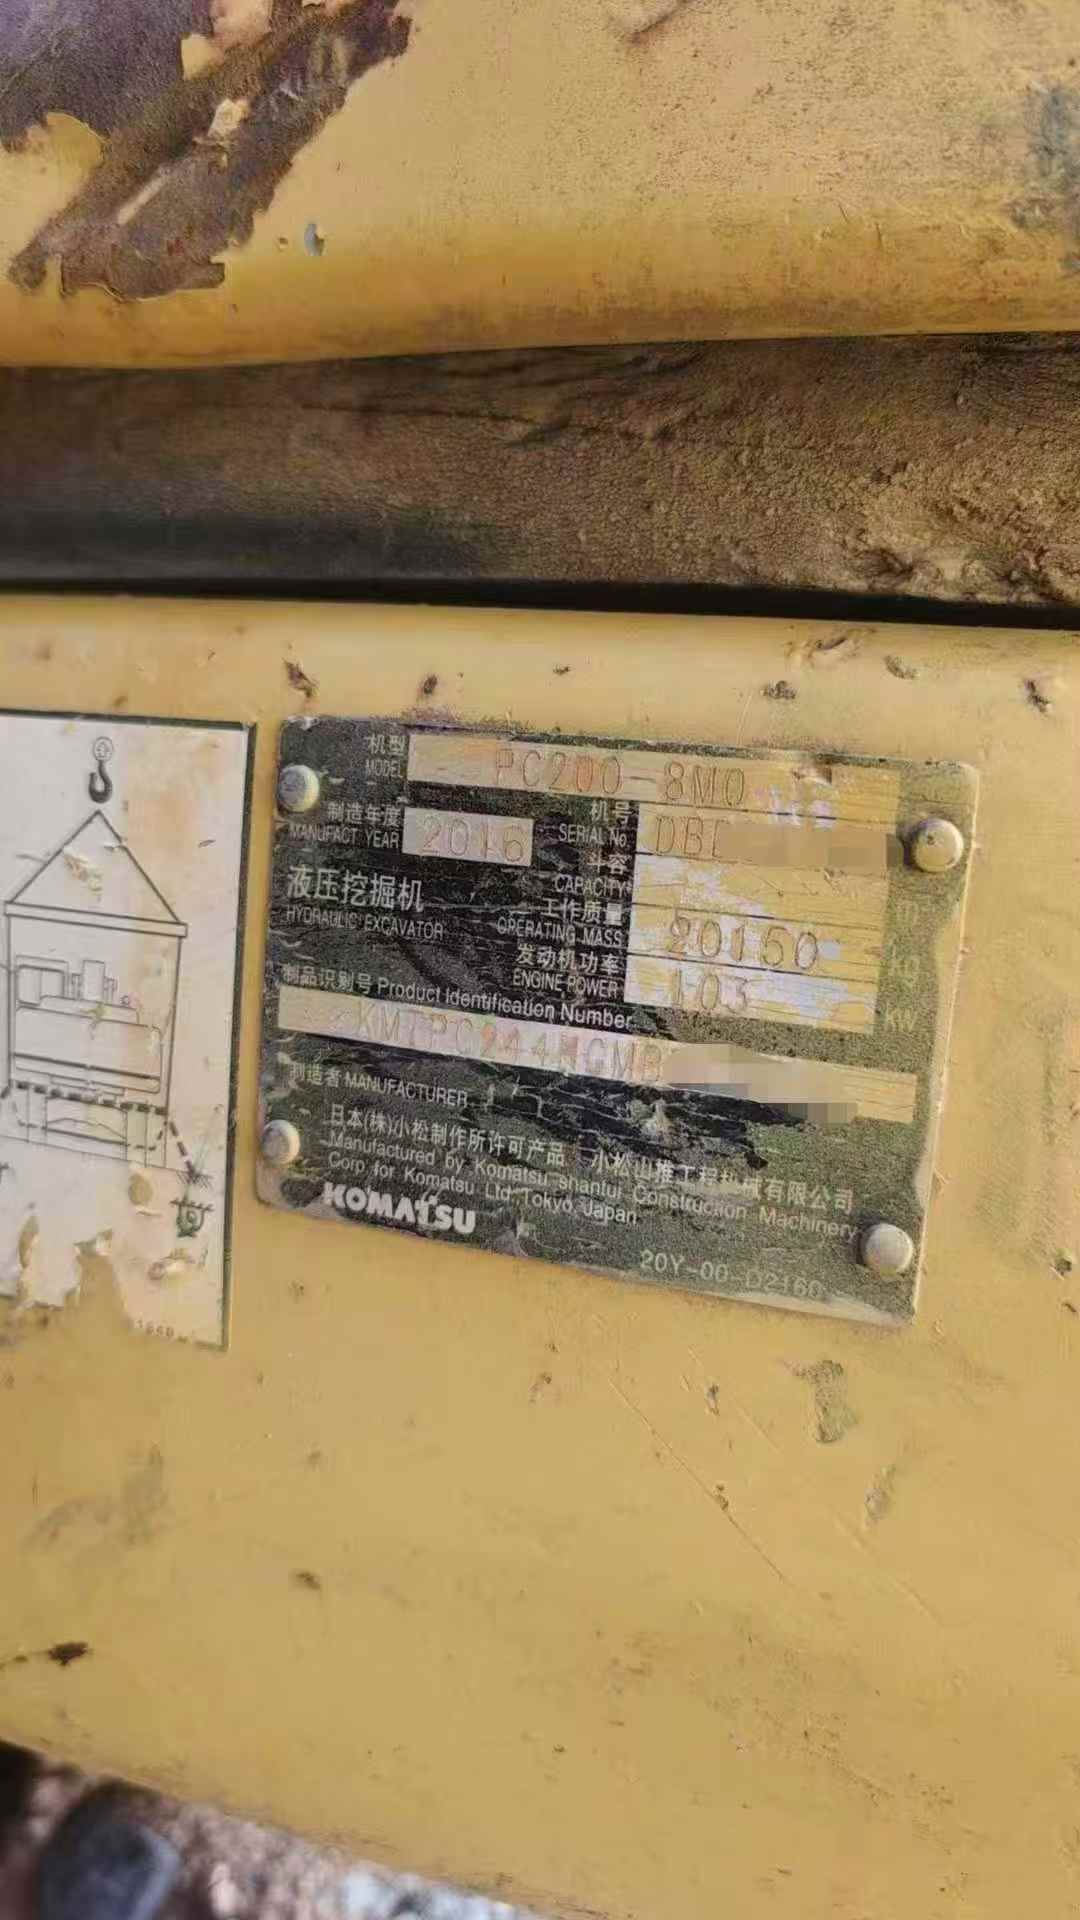 机型 MODEL PC200-8M0
制造年度 MANUFACT YEAR 2016
机号 SERIAL No. DB
斗容 CAPACITY
液压挖掘机
HYDRAULIC EXCAVATOR
工作质量 OPERATING MASS 20150 kg
发动机功率 ENGINE POWER 103 kW
制品识别号 Product Identification Number
制造者 MANUFACTURER
日本(株)小松制作所许可产品 小松山推工程机械有限公司
Manufactured by Komatsu shantui Construction Machinery
Corp for Komatsu Ltd Tokyo Japan
KOMATSU
20Y-00-D2160